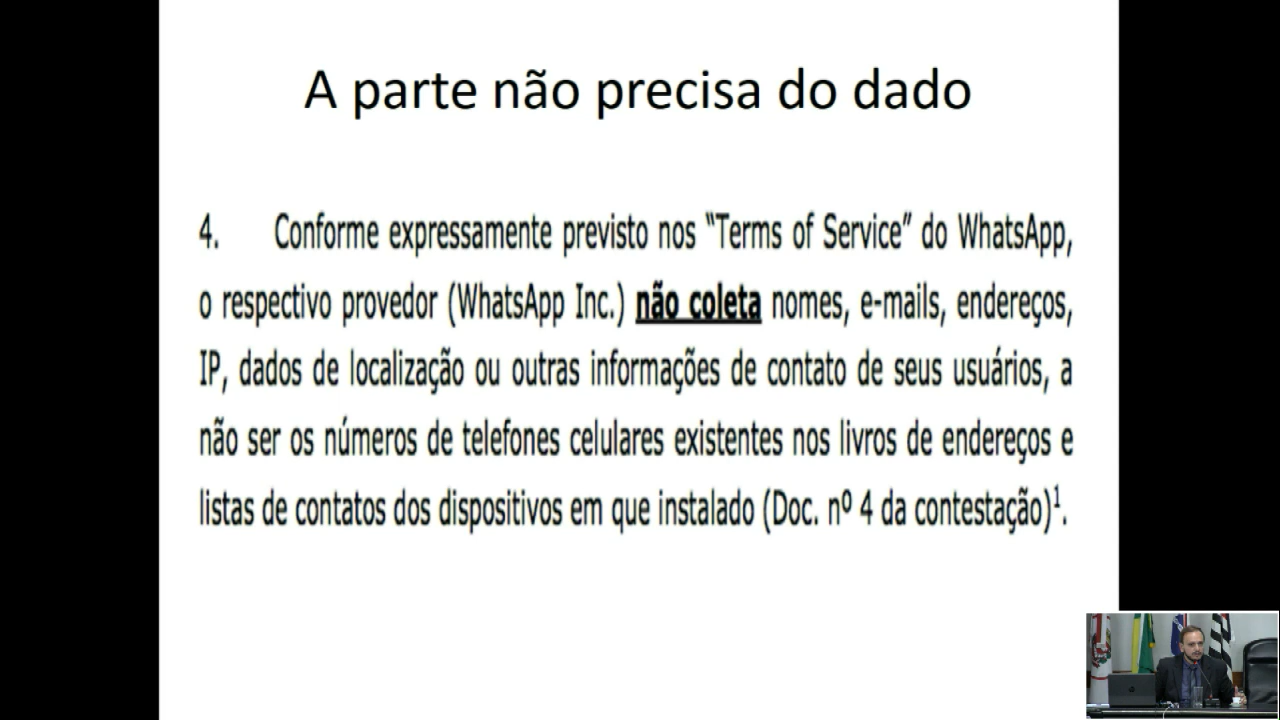 A parte não precisa do dado
4. Conforme expressamente previsto nos “Terms of Service” do WhatsApp,
o respectivo provedor (WhatsApp Inc.) não coleta nomes, e-mails, endereços,
IP, dados de localização ou outras informações de contato de seus usuários, a
não ser os números de telefones celulares existentes nos livros de endereços e
listas de contatos dos dispositivos em que instalado (Doc. nº 4 da contestação)¹.